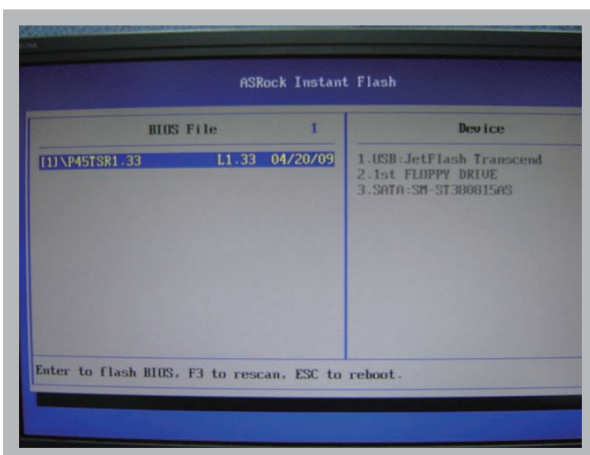 ASRock Instant Flash
BIOS File 1 Device
[1]\P45TSR1.33 L1.33 04/20/09
1.USB:JetFlash Transcend
2.1st FLOPPY DRIVE
3.SATA:SM-ST380815AS
Enter to flash BIOS, F3 to rescan, ESC to reboot.